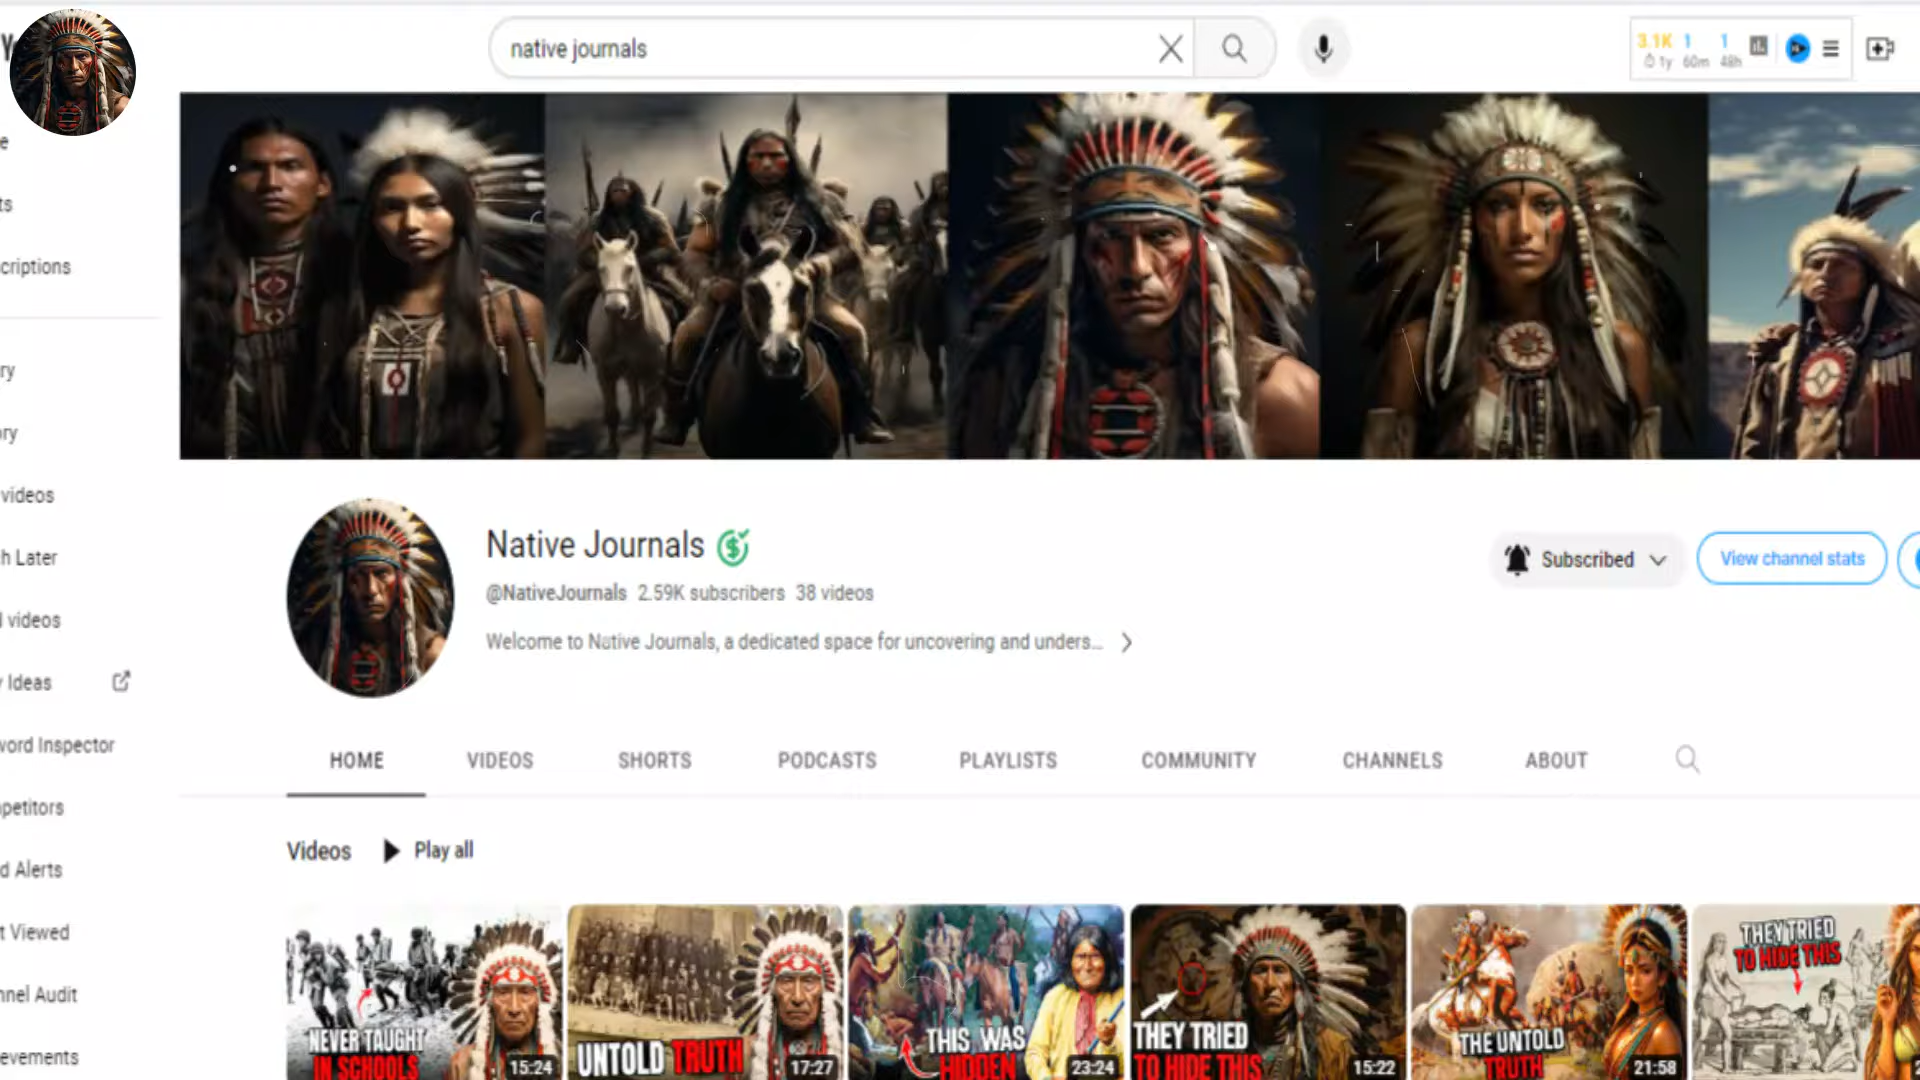 native journals
3.1K 1 1
1y 60m 48h
e
ts
criptions
ry
ory
videos
h Later
l videos
y Ideas
word Inspector
petitors
d Alerts
t Viewed
nnel Audit
evements
Native Journals
@NativeJournals 2.59K subscribers 38 videos
Welcome to Native Journals, a dedicated space for uncovering and unders...
Subscribed
View channel stats
HOME VIDEOS SHORTS PODCASTS PLAYLISTS COMMUNITY CHANNELS ABOUT
Videos Play all
NEVER TAUGHT
IN SCHOOLS
15:24
UNTOLD TRUTH
17:27
THIS WAS
HIDDEN
23:24
THEY TRIED
TO HIDE THIS
15:22
THE UNTOLD
TRUTH
21:58
THEY TRIED
TO HIDE THIS